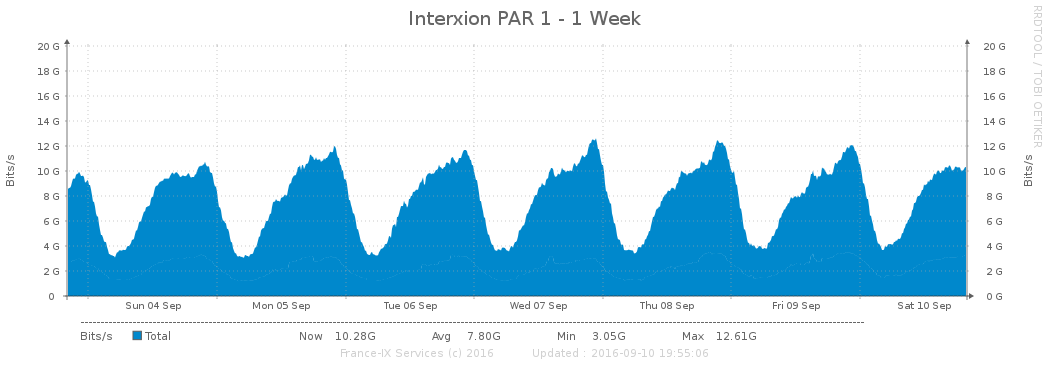 Interxion PAR 1 - 1 Week
RRDTOOL / TOBI OETIKER
Bits/s
20 G 20 G
18 G 18 G
16 G 16 G
14 G 14 G
12 G 12 G
10 G 10 G
8 G 8 G
6 G 6 G
4 G 4 G
2 G 2 G
0 0 G
Bits/s
Sun 04 Sep Mon 05 Sep Tue 06 Sep Wed 07 Sep Thu 08 Sep Fri 09 Sep Sat 10 Sep
Bits/s Total Now 10.28G Avg 7.80G Min 3.05G Max 12.61G
France-IX Services (c) 2016 Updated : 2016-09-10 19:55:06